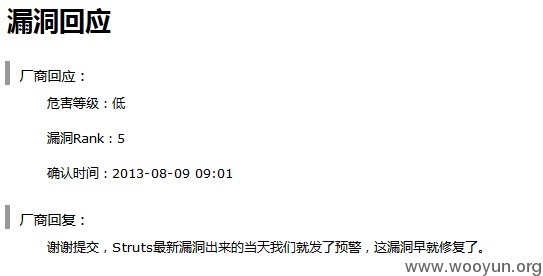 漏洞回应
厂商回应：
危害等级：低
漏洞Rank：5
确认时间：2013-08-09 09:01
厂商回复：
谢谢提交，Struts最新漏洞出来的当天我们就发了预警，这漏洞早就修复了。
www.wooyun.org